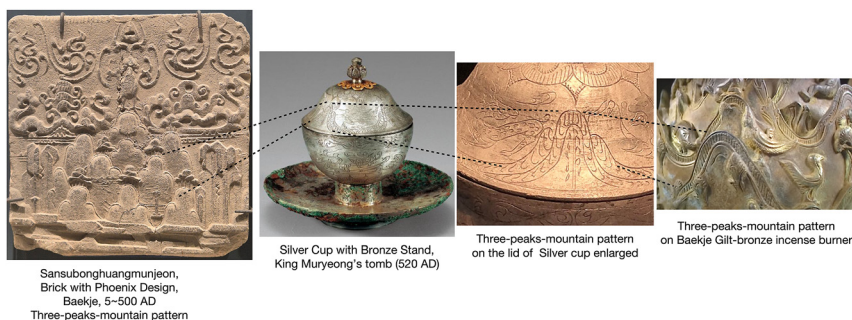 Sansubonghuangmunjeon,
Brick with Phoenix Design,
Baekje, 5~500 AD
Three-peaks-mountain pattern
Silver Cup with Bronze Stand,
King Muryeong's tomb (520 AD)
Three-peaks-mountain pattern
on the lid of  Silver cup enlarged
Three-peaks-mountain pattern
on Baekje Gilt-bronze incense burner